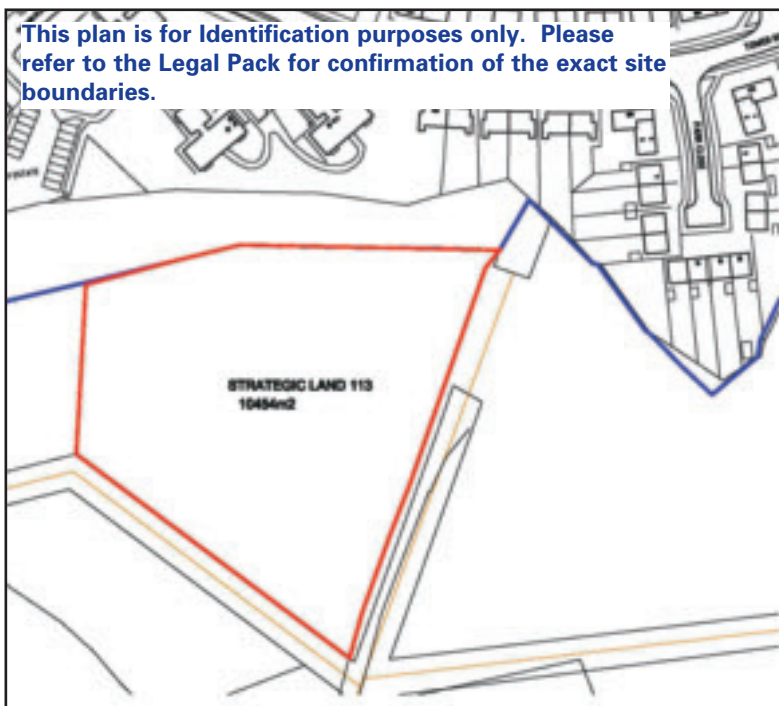 This plan is for Identification purposes only. Please
refer to the Legal Pack for confirmation of the exact site
boundaries.
STRATEGIC LAND 113
10454m2